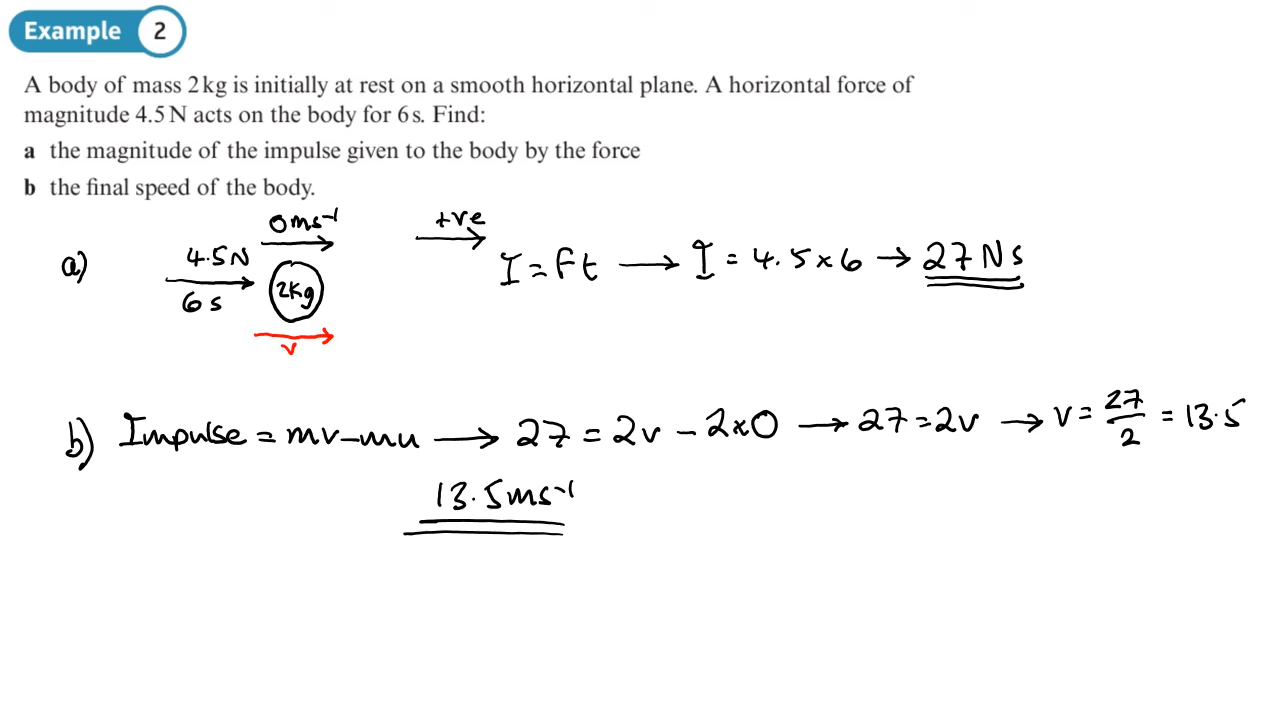 Example 2
A body of mass 2 kg is initially at rest on a smooth horizontal plane. A horizontal force of
magnitude 4.5 N acts on the body for 6 s. Find:
a the magnitude of the impulse given to the body by the force
b the final speed of the body.
a) 4.5N 6s 0ms⁻¹ 2Kg v
+ve
I = Ft → I = 4.5 × 6 → 27 Ns
b) Impulse = mv - mu → 27 = 2v - 2×0 → 27 = 2v → v = 27/2 = 13.5
13.5ms⁻¹